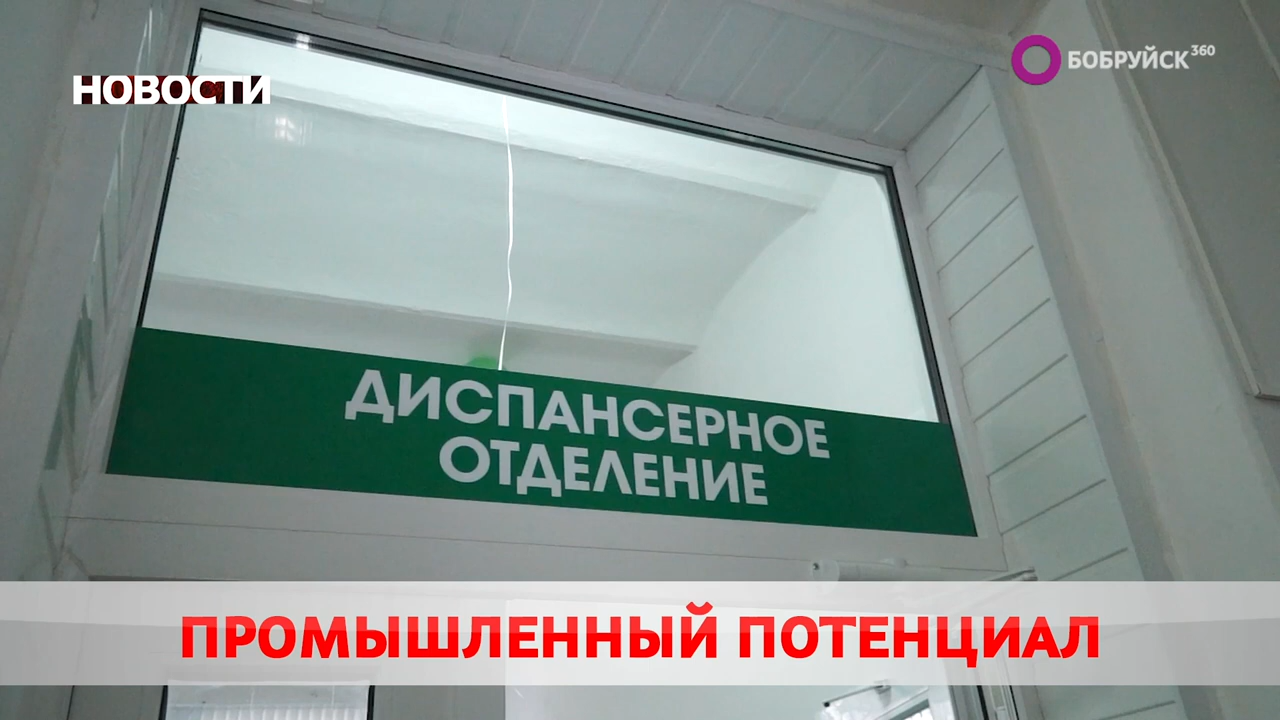 НОВОСТИ
БОБРУЙСК360
ДИСПАНСЕРНОЕ
ОТДЕЛЕНИЕ
ПРОМЫШЛЕННЫЙ ПОТЕНЦИАЛ